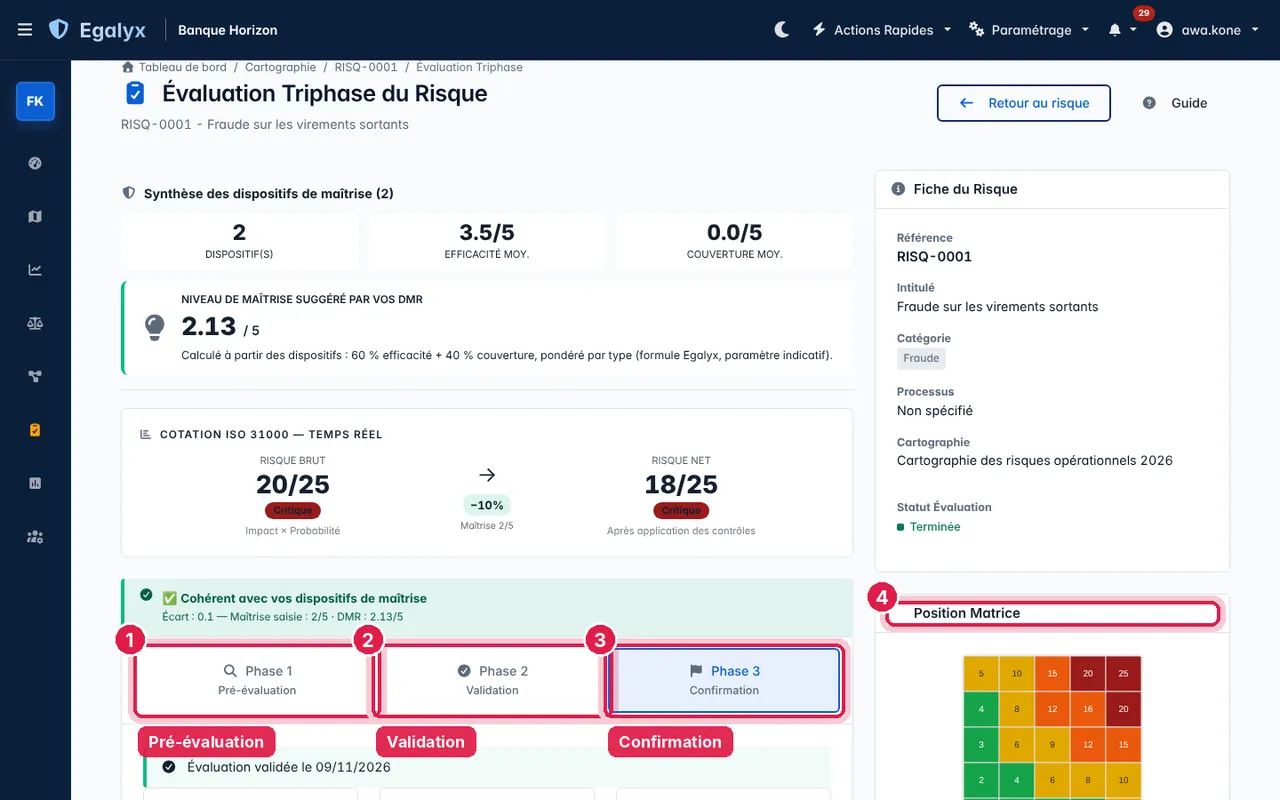 Egalyx
Banque Horizon
Actions Rapides
Paramétrage
29
awa.kone
FK
Tableau de bord / Cartographie / RISQ-0001 / Évaluation Triphase
Évaluation Triphase du Risque
RISQ-0001 - Fraude sur les virements sortants
Retour au risque
Guide
Synthèse des dispositifs de maîtrise (2)
2
DISPOSITIF(S)
3.5/5
EFFICACITÉ MOY.
0.0/5
COUVERTURE MOY.
NIVEAU DE MAÎTRISE SUGGÉRÉ PAR VOS DMR
2.13 / 5
Calculé à partir des dispositifs : 60 % efficacité + 40 % couverture, pondéré par type (formule Egalyx, paramètre indicatif).
COTATION ISO 31000 — TEMPS RÉEL
RISQUE BRUT
20/25
Critique
Impact × Probabilité
→
−10%
Maîtrise 2/5
RISQUE NET
18/25
Critique
Après application des contrôles
✅ Cohérent avec vos dispositifs de maîtrise
Écart : 0.1 — Maîtrise saisie : 2/5 · DMR : 2.13/5
1
Phase 1
Pré-évaluation
2
Phase 2
Validation
3
Phase 3
Confirmation
Pré-évaluation
Validation
Confirmation
Évaluation validée le 09/11/2026
Fiche du Risque
Référence
RISQ-0001
Intitulé
Fraude sur les virements sortants
Catégorie
Fraude
Processus
Non spécifié
Cartographie
Cartographie des risques opérationnels 2026
Statut Évaluation
Terminée
4
Position Matrice
5 10 15 20 25
4 8 12 16 20
3 6 9 12 15
2 4 6 8 10